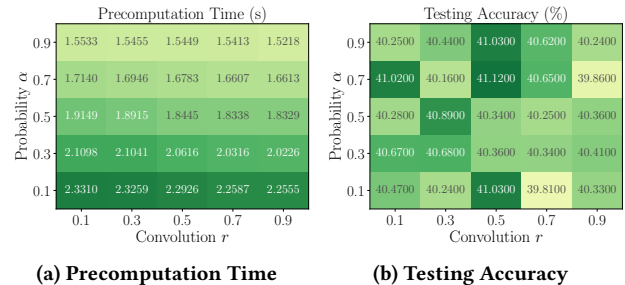 Precomputation Time (s)
Probability α
0.9 1.5533 1.5455 1.5449 1.5413 1.5218
0.7 1.7140 1.6946 1.6783 1.6607 1.6613
0.5 1.9149 1.8915 1.8445 1.8338 1.8329
0.3 2.1098 2.1041 2.0616 2.0316 2.0226
0.1 2.3310 2.3259 2.2926 2.2587 2.2555
0.1 0.3 0.5 0.7 0.9
Convolution r
(a) Precomputation Time
Testing Accuracy (%)
Probability α
0.9 40.2500 40.4400 41.0300 40.6200 40.2400
0.7 41.0200 40.1600 41.1200 40.6500 39.8600
0.5 40.2800 40.8900 40.3400 40.2500 40.3600
0.3 40.6700 40.6800 40.3600 40.3400 40.4100
0.1 40.4700 40.2400 41.0300 39.8100 40.3300
0.1 0.3 0.5 0.7 0.9
Convolution r
(b) Testing Accuracy